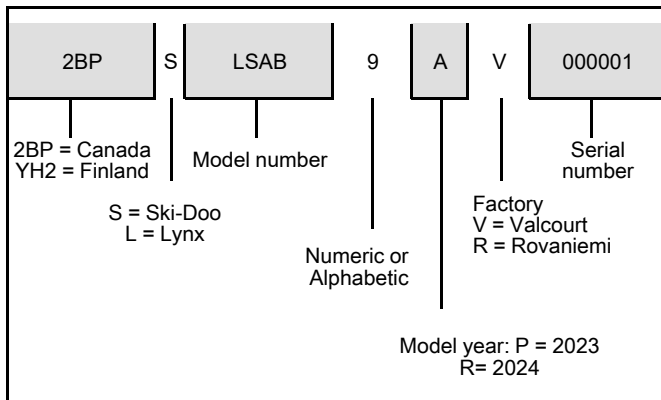 2BP S LSAB 9 A V 000001
2BP = Canada
YH2 = Finland
Model number
Serial
number
S = Ski-Doo
L = Lynx
Factory
V = Valcourt
R = Rovaniemi
Numeric or
Alphabetic
Model year: P = 2023
R= 2024